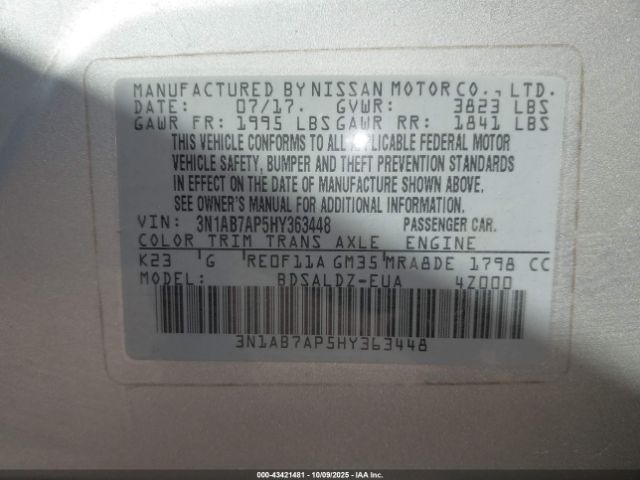 MANUFACTURED BY NISSAN MOTOR CO., LTD.
DATE: 07/17. GVWR: 3823 LBS
GAWR FR: 1995 LBS GAWR RR: 1841 LBS
THIS VEHICLE CONFORMS TO ALL APPLICABLE FEDERAL MOTOR
VEHICLE SAFETY, BUMPER AND THEFT PREVENTION STANDARDS
IN EFFECT ON THE DATE OF MANUFACTURE SHOWN ABOVE.
SEE OWNER'S MANUAL FOR ADDITIONAL INFORMATION.
VIN: 3N1AB7AP5HY363448 PASSENGER CAR.
COLOR TRIM TRANS AXLE ENGINE
K23 G RE0F11A GM35 MRA8DE 1798 CC
MODEL: BDSALDZ-EUA 4Z000
3N1AB7AP5HY363448
000-43421481 - 10/09/2025 - IAA Inc.